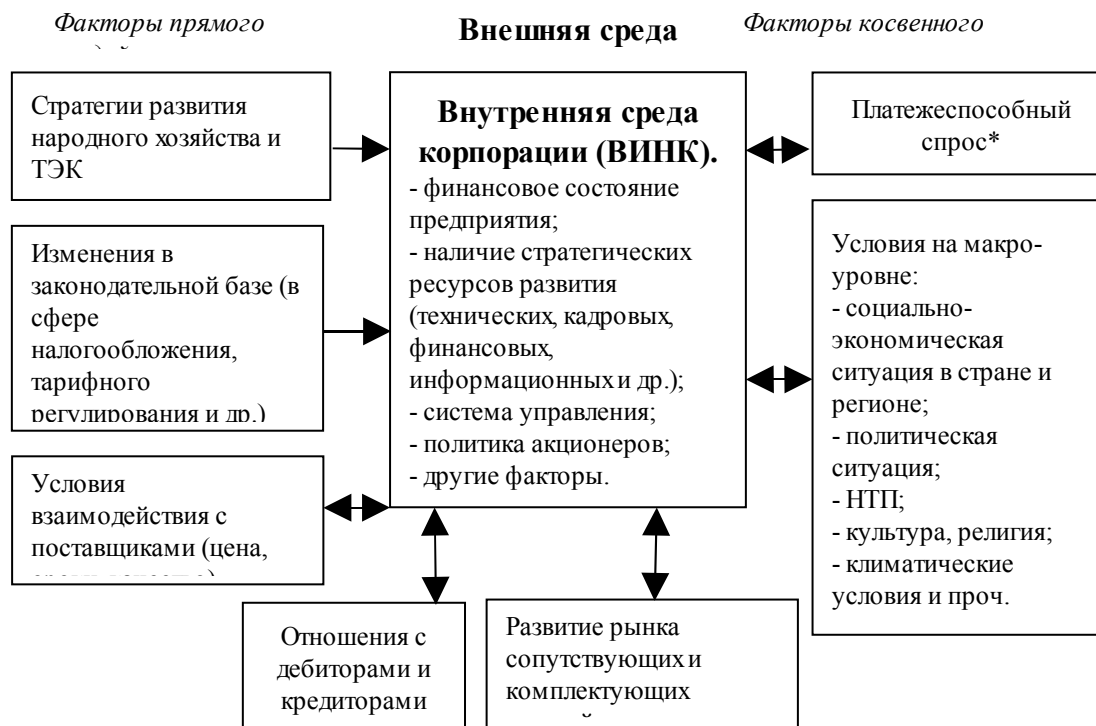 Факторы прямого
Внешняя среда
Факторы косвенного
Стратегии развития
народного хозяйства и
ТЭК
Изменения в
законодательной базе (в
сфере
налогообложения,
тарифного
регулирования и др.)
Условия
взаимодействия с
поставщиками (цена,
Внутренняя среда
корпорации (ВИНК).
- финансовое состояние
предприятия;
- наличие стратегических
ресурсов развития
(технических, кадровых,
финансовых,
информационных и др.);
- система управления;
- политика акционеров;
- другие факторы.
Платежеспособный
спрос*
Условия на макро-
уровне:
- социально-
экономическая
ситуация в стране и
регионе;
- политическая
ситуация;
- НТП;
- культура, религия;
- климатические
условия и проч.
Отношения с
дебиторами и
кредиторами
Развитие рынка
сопутствующих и
комплектующих